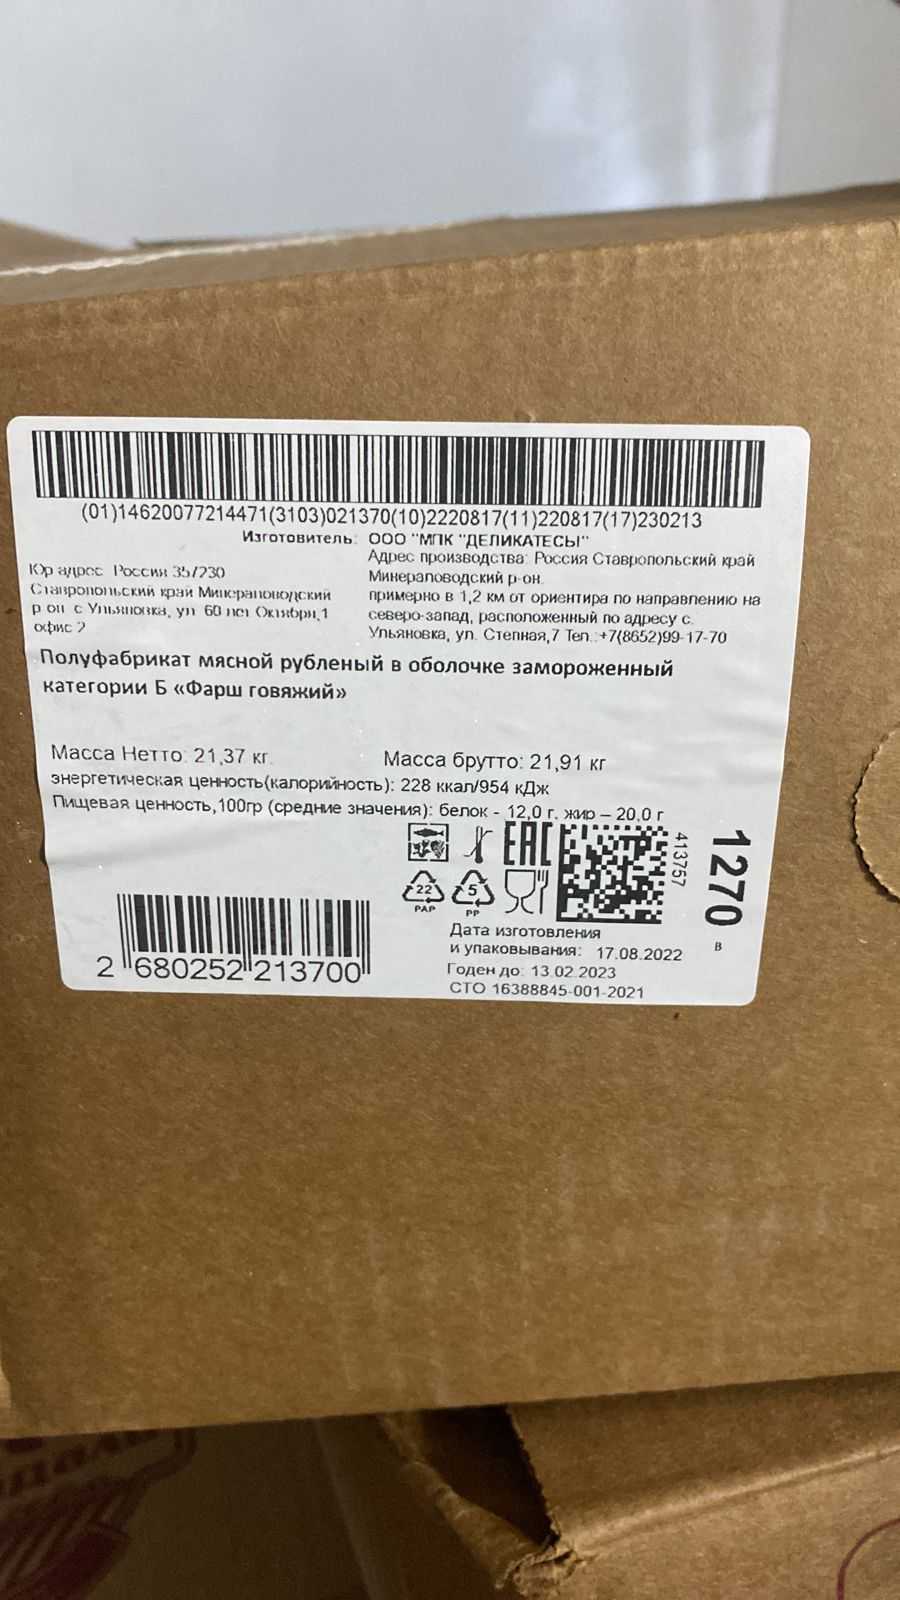 (01)14620077214471(3103)021370(10)2220817(11)220817(17)230213
Изготовитель: ООО "МПК "ДЕЛИКАТЕСЫ"
Юр адрес Россия 357230
Ставропольский край Минераловодский
р он с Ульяновка, ул 60 лет Октября,1
офис 2
Адрес производства: Россия Ставропольский край
Минераловодский р-он.
примерно в 1,2 км от ориентира по направлению на
северо-запад, расположенный по адресу с.
Ульяновка, ул. Степная,7 Тел.:+7(8652)99-17-70
Полуфабрикат мясной рубленый в оболочке замороженный
категории Б «Фарш говяжий»
Масса Нетто: 21,37 кг. Масса брутто: 21,91 кг
энергетическая ценность(калорийность): 228 ккал/954 кДж
Пищевая ценность,100гр (средние значения): белок - 12,0 г. жир – 20,0 г
EAC
413757
1270
в
22
PAP
5
PP
Дата изготовления
и упаковывания: 17.08.2022
Годен до: 13.02.2023
СТО 16388845-001-2021
2 680252 213700